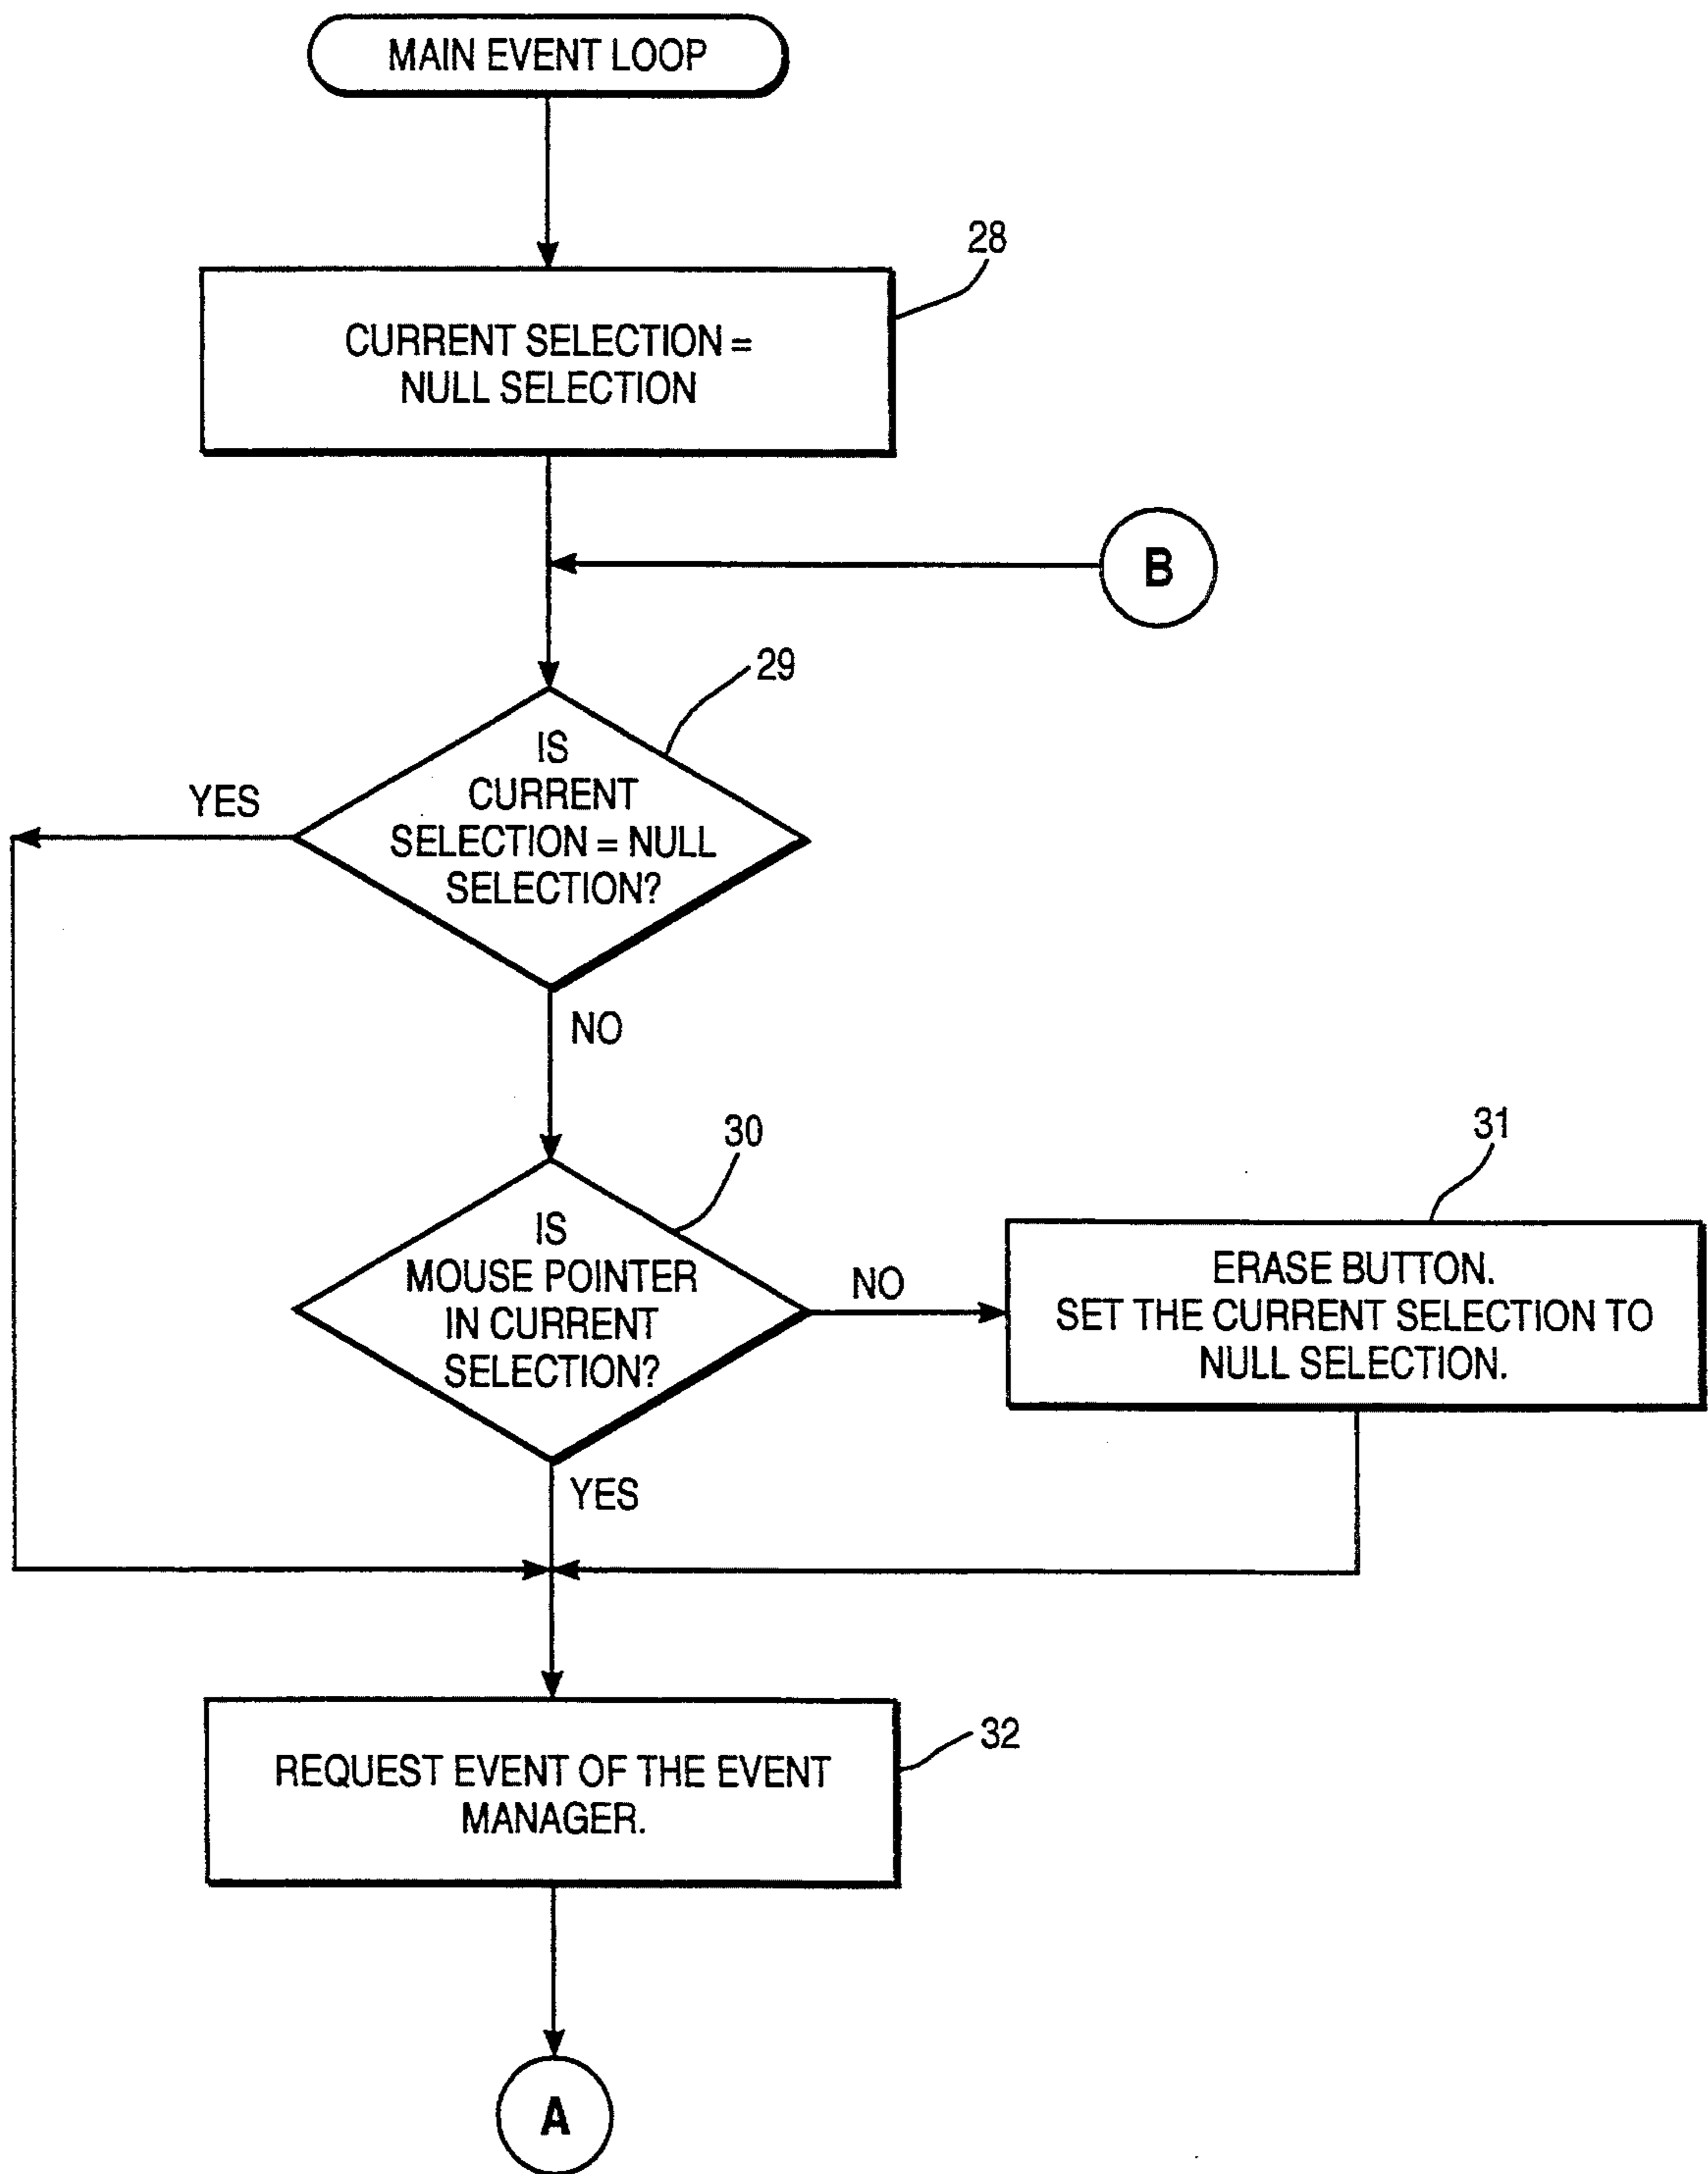 MAIN EVENT LOOP
28
CURRENT SELECTION =
NULL SELECTION
B
29
IS
CURRENT
SELECTION = NULL
SELECTION?
YES
NO
30
IS
MOUSE POINTER
IN CURRENT
SELECTION?
NO
31
ERASE BUTTON.
SET THE CURRENT SELECTION TO
NULL SELECTION.
YES
32
REQUEST EVENT OF THE EVENT
MANAGER.
A